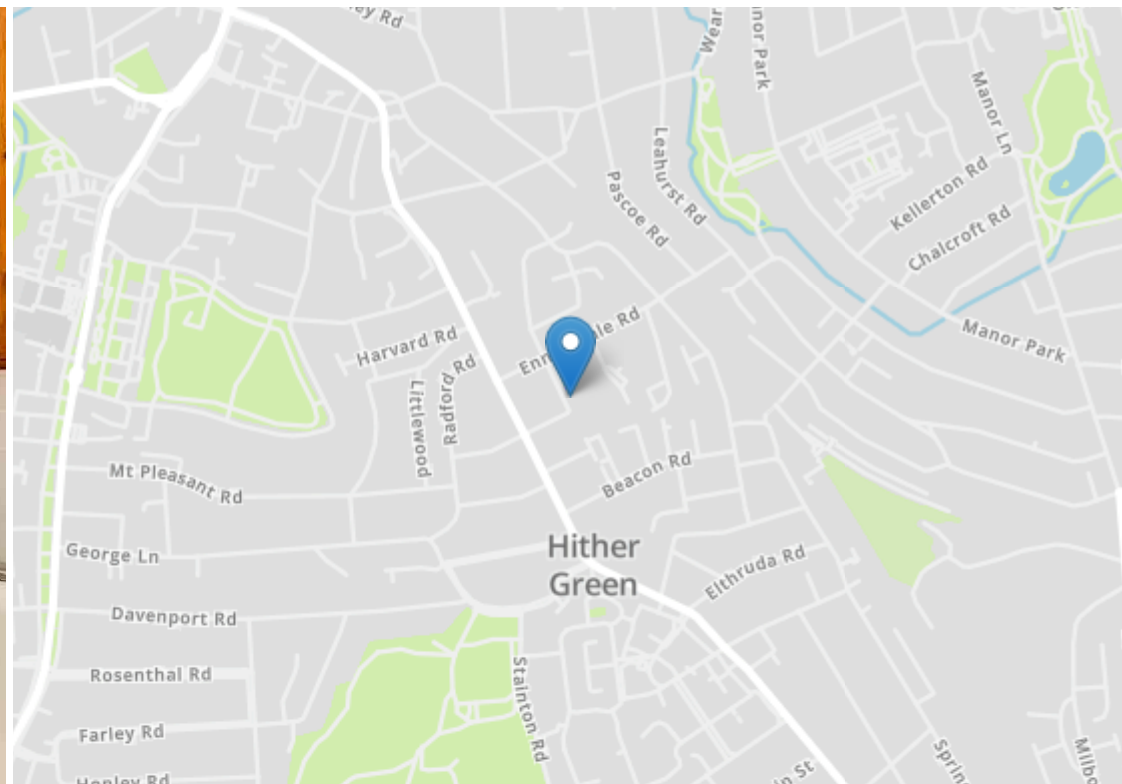 Manor Park
Manor Ln
Leahurst Rd
Pascoe Rd
Kellerton Rd
Chalcroft Rd
Manor Park
Harvard Rd
Radford Rd
Littlewood
Beacon Rd
Mt Pleasant Rd
Hither
Green
George Ln
Elthruda Rd
Davenport Rd
Rosenthal Rd
Stainton Rd
Farley Rd